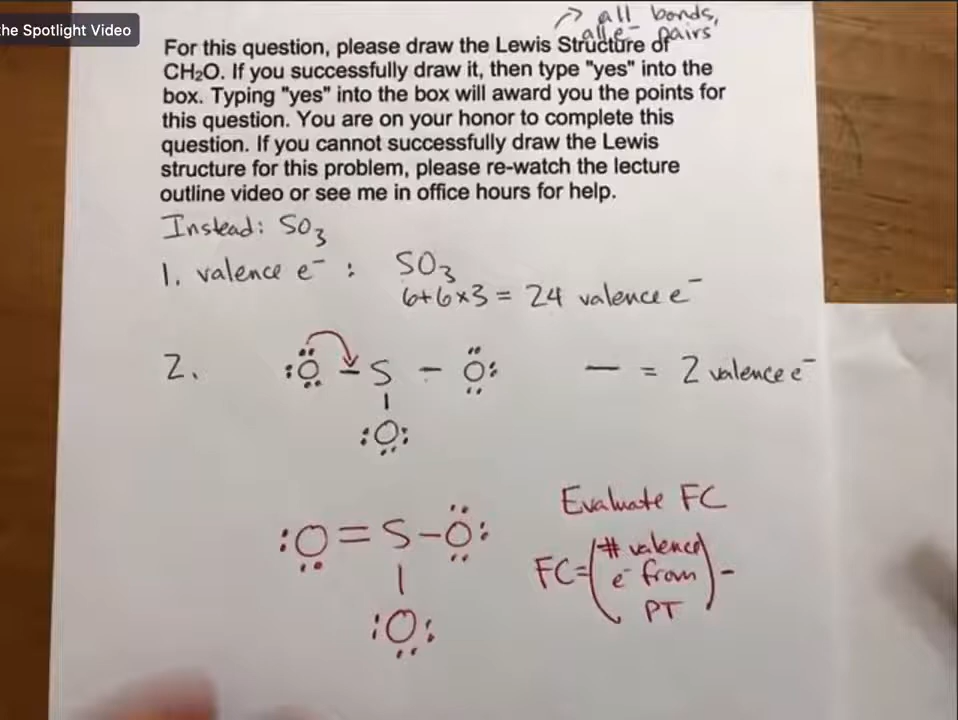 the Spotlight Video
→ all bonds,
all e⁻ pairs
For this question, please draw the Lewis Structure of
CH₂O. If you successfully draw it, then type "yes" into the
box. Typing "yes" into the box will award you the points for
this question. You are on your honor to complete this
question. If you cannot successfully draw the Lewis
structure for this problem, please re-watch the lecture
outline video or see me in office hours for help.
Instead: SO₃
1. valence e⁻ : SO₃
6+6×3 = 24 valence e⁻
2. :O - S - O: — = 2 valence e⁻
|
:O:
Evaluate FC
:O=S-O:
FC=(# valence e⁻ from PT) -
|
:O: